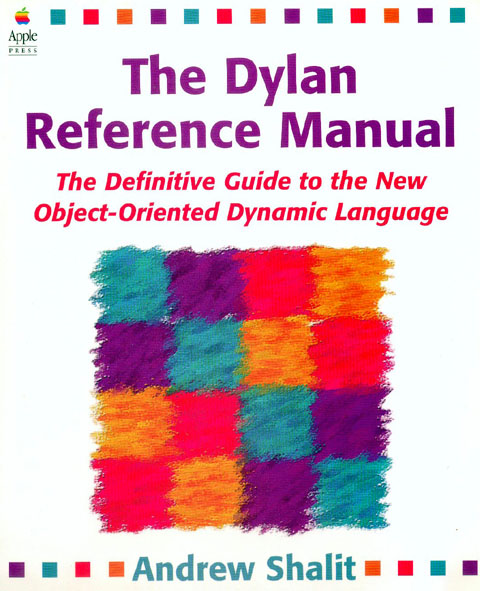 Apple
PRESS
The Dylan
Reference Manual
The Definitive Guide to the New
Object-Oriented Dynamic Language
Andrew Shalit